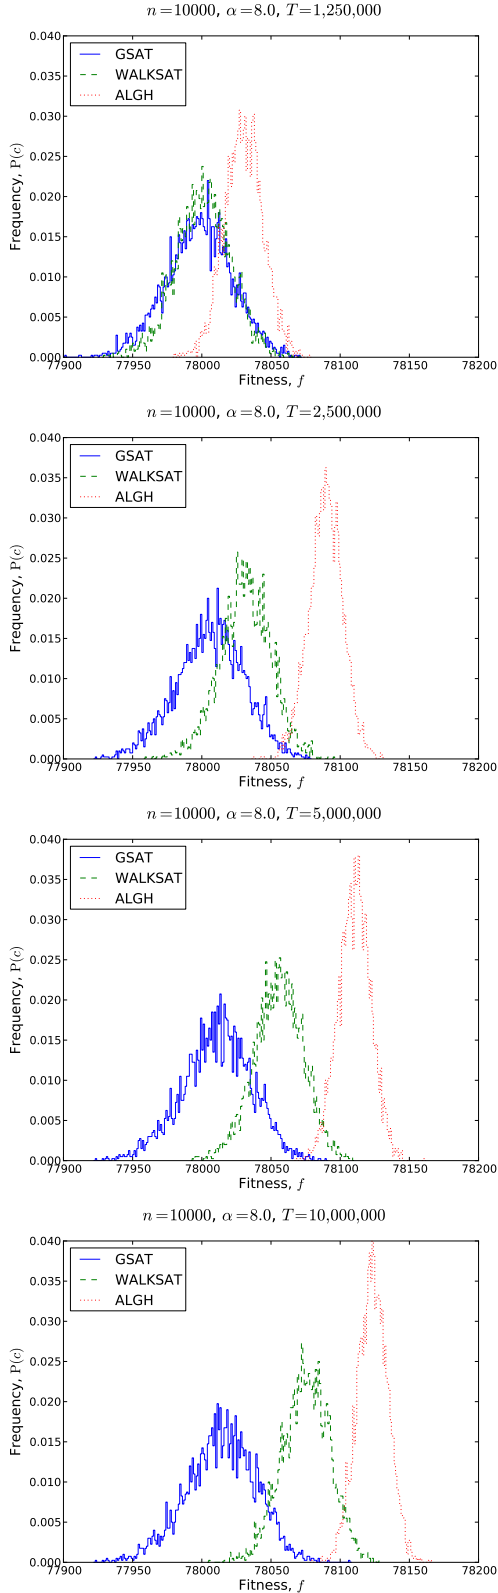 n=10000, α=8.0, T=1,250,000
0.040
0.035
0.030
0.025
0.020
0.015
0.010
0.005
0.000
Frequency, P(c)
GSAT
WALKSAT
ALGH
77900 77950 78000 78050 78100 78150 78200
Fitness, f
n=10000, α=8.0, T=2,500,000
0.040
0.035
0.030
0.025
0.020
0.015
0.010
0.005
0.000
Frequency, P(c)
GSAT
WALKSAT
ALGH
77900 77950 78000 78050 78100 78150 78200
Fitness, f
n=10000, α=8.0, T=5,000,000
0.040
0.035
0.030
0.025
0.020
0.015
0.010
0.005
0.000
Frequency, P(c)
GSAT
WALKSAT
ALGH
77900 77950 78000 78050 78100 78150 78200
Fitness, f
n=10000, α=8.0, T=10,000,000
0.040
0.035
0.030
0.025
0.020
0.015
0.010
0.005
0.000
Frequency, P(c)
GSAT
WALKSAT
ALGH
77900 77950 78000 78050 78100 78150 78200
Fitness, f